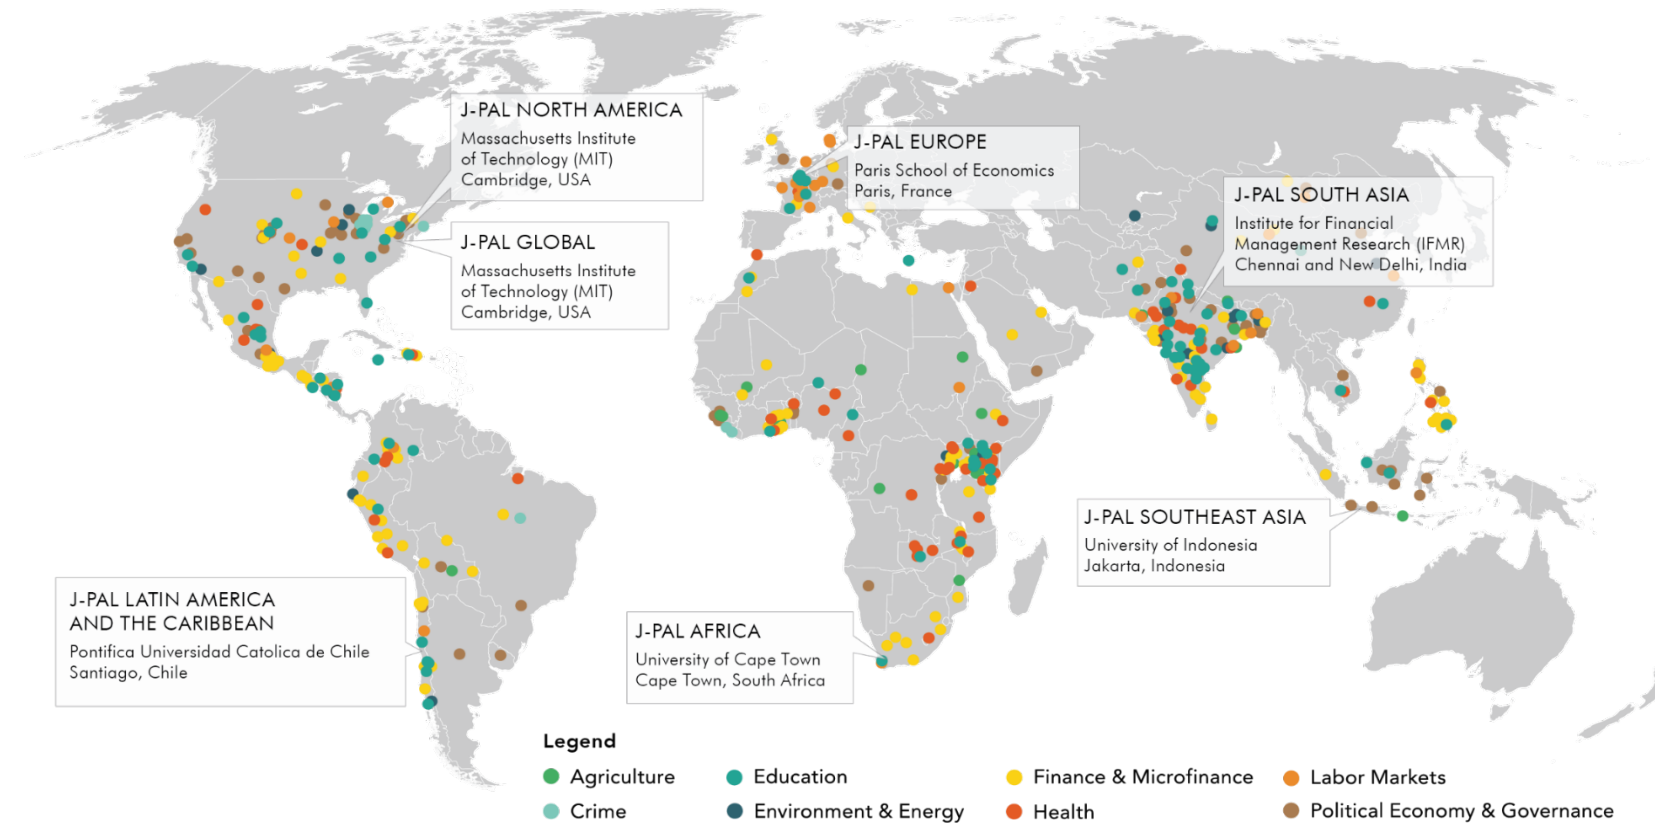 J-PAL NORTH AMERICA
Massachusetts Institute
of Technology (MIT)
Cambridge, USA
J-PAL GLOBAL
Massachusetts Institute
of Technology (MIT)
Cambridge, USA
J-PAL EUROPE
Paris School of Economics
Paris, France
J-PAL SOUTH ASIA
Institute for Financial
Management Research (IFMR)
Chennai and New Delhi, India
J-PAL SOUTHEAST ASIA
University of Indonesia
Jakarta, Indonesia
J-PAL LATIN AMERICA
AND THE CARIBBEAN
Pontifica Universidad Catolica de Chile
Santiago, Chile
J-PAL AFRICA
University of Cape Town
Cape Town, South Africa
Legend
Agriculture
Education
Finance & Microfinance
Labor Markets
Crime
Environment & Energy
Health
Political Economy & Governance